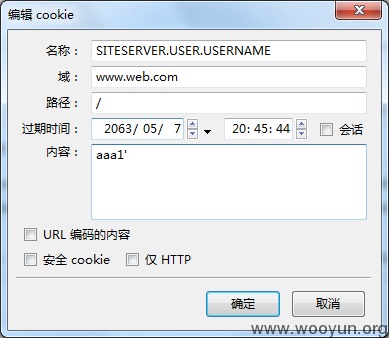 编辑 cookie
名称： SITESERVER.USER.USERNAME
域： www.web.com
路径： /
过期时间： 2063/ 05/ 7 20: 45: 44 会话
内容： aaa1'
URL 编码的内容
安全 cookie 仅 HTTP
确定 取消
www.wooyun.org